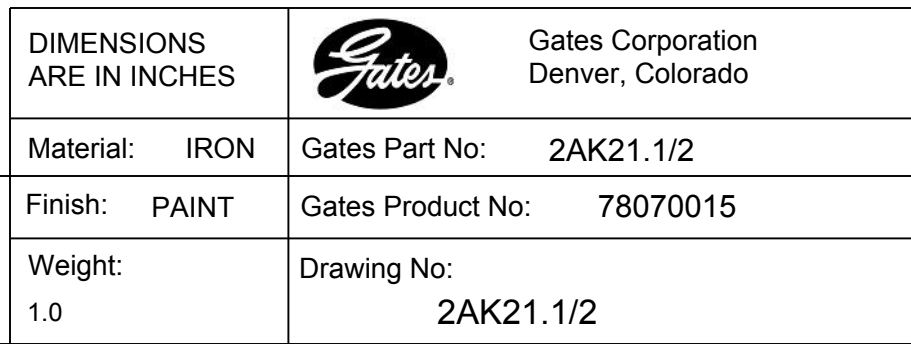 DIMENSIONS
ARE IN INCHES
Gates®
Gates Corporation
Denver, Colorado
Material: IRON
Gates Part No: 2AK21.1/2
Finish: PAINT
Gates Product No: 78070015
Weight:
1.0
Drawing No:
2AK21.1/2